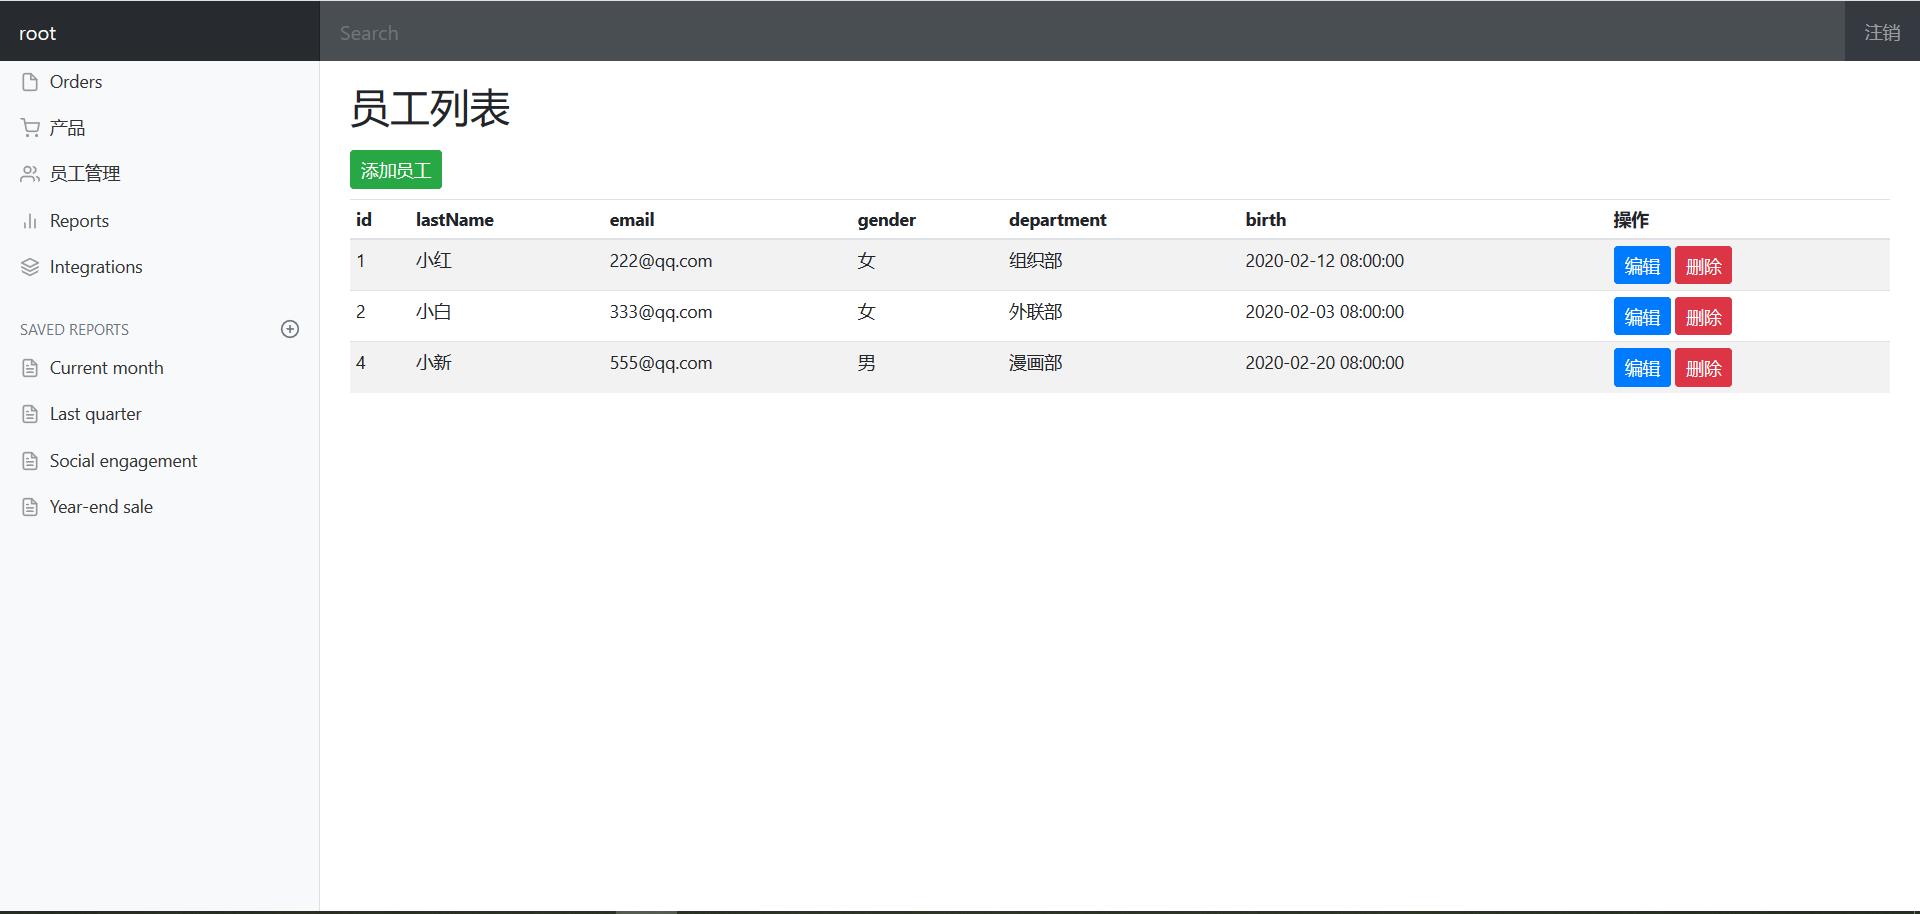 root Search 注销
Orders
产品
员工管理
Reports
Integrations
SAVED REPORTS
Current month
Last quarter
Social engagement
Year-end sale
员工列表
添加员工
id lastName email gender department birth 操作
1 小红 222@qq.com 女 组织部 2020-02-12 08:00:00 编辑 删除
2 小白 333@qq.com 女 外联部 2020-02-03 08:00:00 编辑 删除
4 小新 555@qq.com 男 漫画部 2020-02-20 08:00:00 编辑 删除